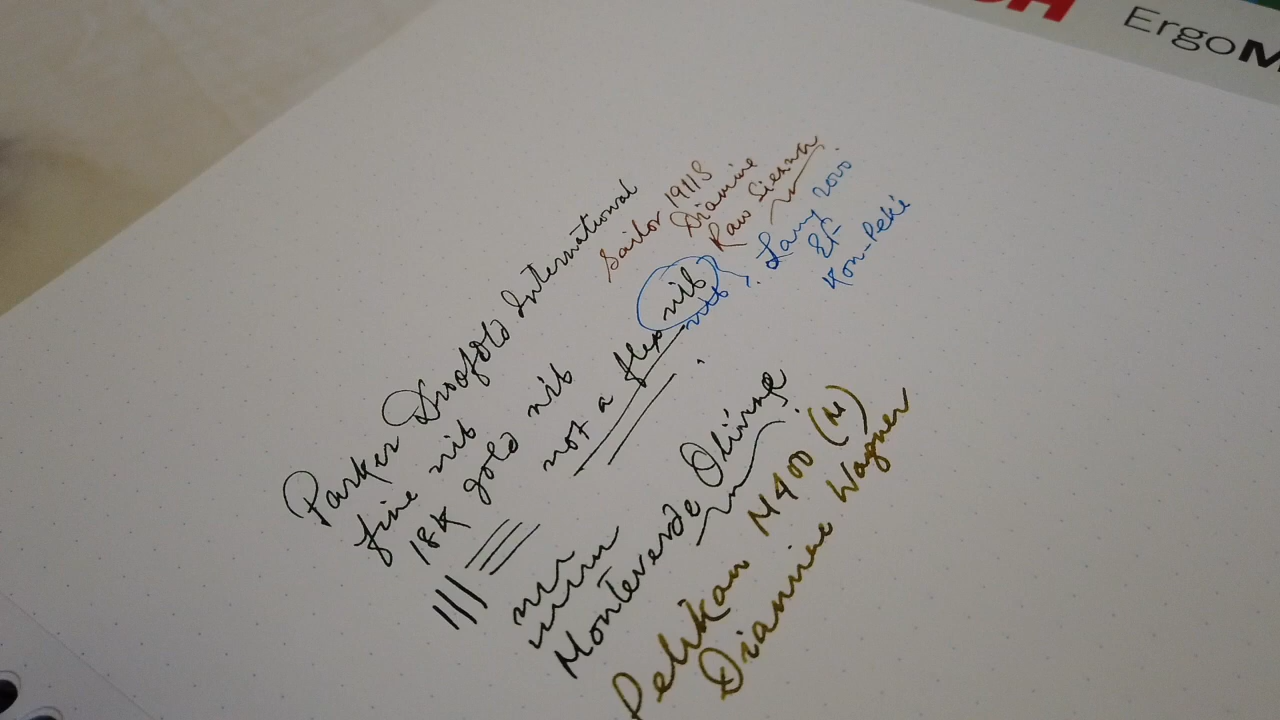 ErgoM
Sailor 1911S
Diamine
Raw Sienna
Lamy 2000
EF
Kon-Peki
Parker Duofold International
fine nib
18K gold nib
not a flex nib
nib
Monteverde Olivine
Pelikan M400 (M)
Diamine Wagner